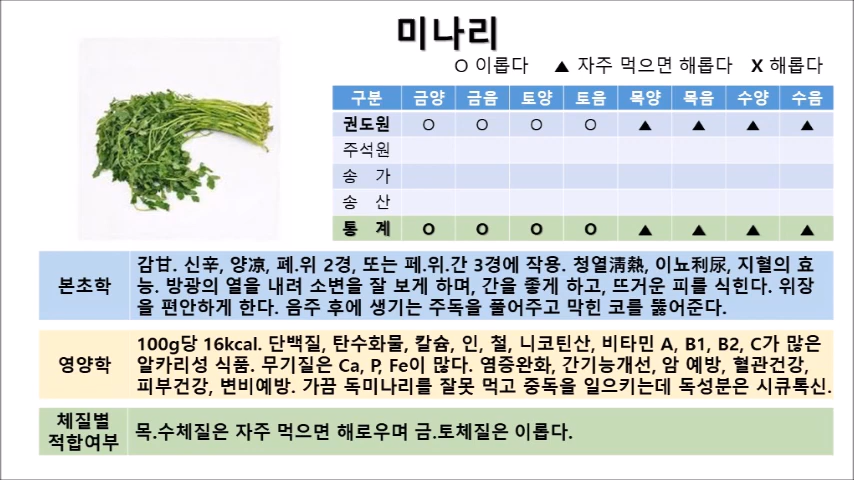 미나리
O 이롭다 ▲ 자주 먹으면 해롭다 X 해롭다
구분 금양 금음 토양 토음 목양 목음 수양 수음
권도원 O O O O ▲ ▲ ▲ ▲
주석원
송 가
송 산
통 계 O O O O ▲ ▲ ▲ ▲
본초학
감甘. 신辛, 양凉, 폐.위 2경, 또는 폐.위.간 3경에 작용. 청열淸熱, 이뇨利尿, 지혈의 효
능. 방광의 열을 내려 소변을 잘 보게 하며, 간을 좋게 하고, 뜨거운 피를 식힌다. 위장
을 편안하게 한다. 음주 후에 생기는 주독을 풀어주고 막힌 코를 뚫어준다.
영양학
100g당 16kcal. 단백질, 탄수화물, 칼슘, 인, 철, 니코틴산, 비타민 A, B1, B2, C가 많은
알카리성 식품. 무기질은 Ca, P, Fe이 많다. 염증완화, 간기능개선, 암 예방, 혈관건강,
피부건강, 변비예방. 가끔 독미나리를 잘못 먹고 중독을 일으키는데 독성분은 시큐톡신.
체질별
적합여부
목.수체질은 자주 먹으면 해로우며 금.토체질은 이롭다.